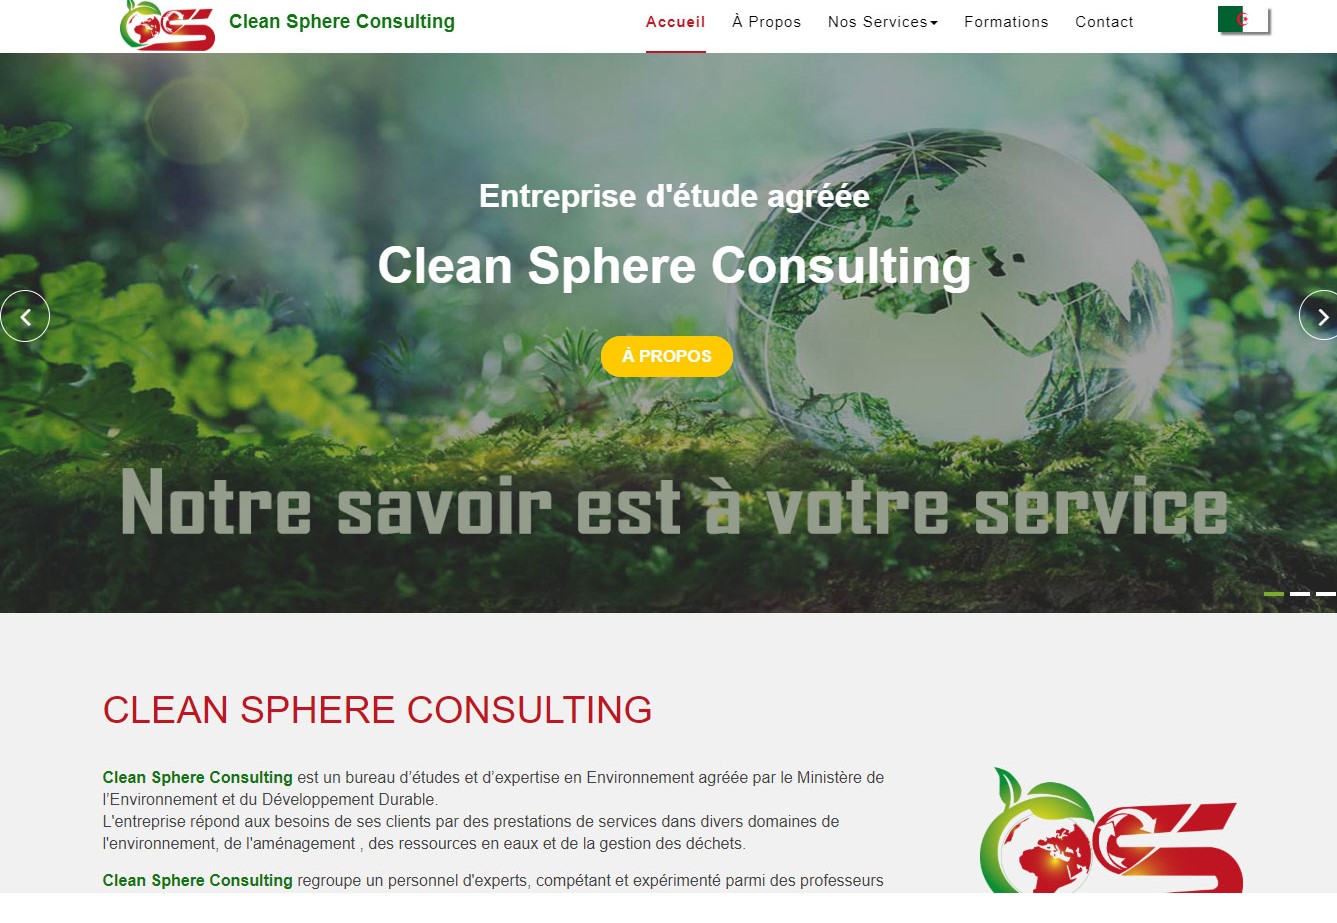 Clean Sphere Consulting
Accueil À Propos Nos Services Formations Contact
Entreprise d'étude agréée
Clean Sphere Consulting
À PROPOS
Notre savoir est à votre service
CLEAN SPHERE CONSULTING
Clean Sphere Consulting est un bureau d’études et d’expertise en Environnement agréée par le Ministère de
l’Environnement et du Développement Durable.
L'entreprise répond aux besoins de ses clients par des prestations de services dans divers domaines de
l'environnement, de l'aménagement , des ressources en eaux et de la gestion des déchets.
Clean Sphere Consulting regroupe un personnel d'experts, compétant et expérimenté parmi des professeurs